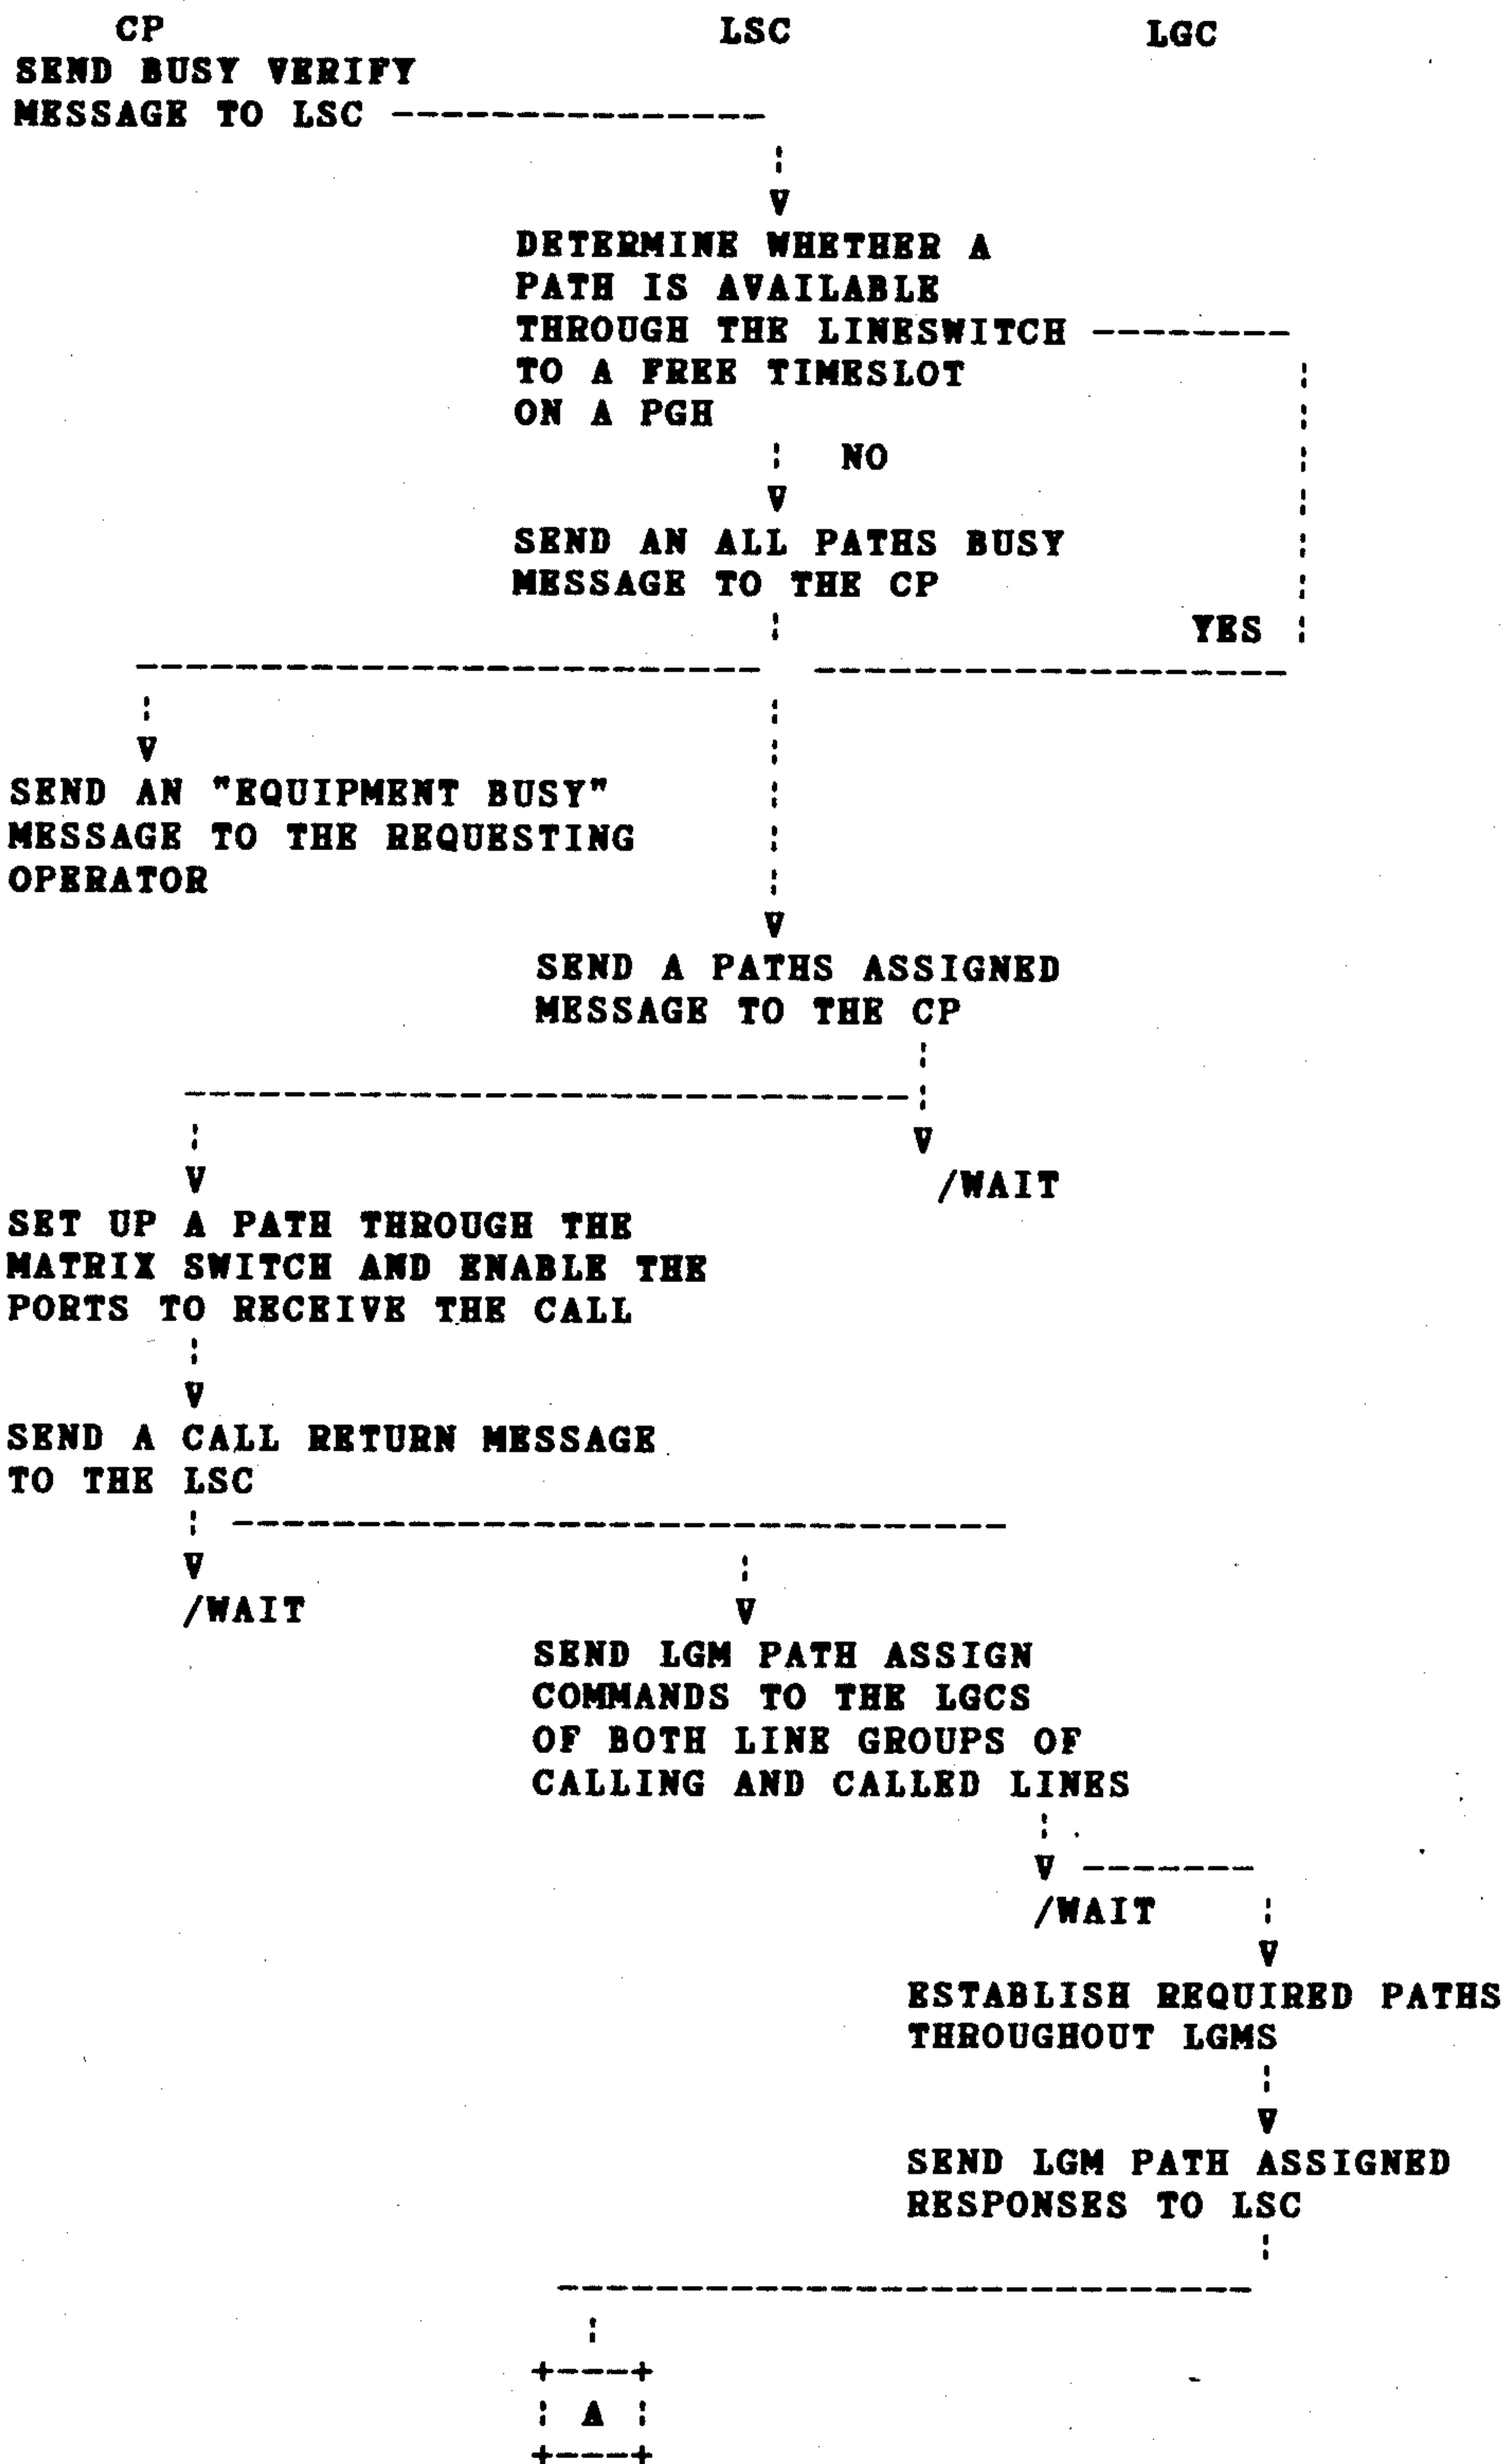 CP LSC LGC
SEND BUSY VERIFY
MESSAGE TO LSC ---------------
:
V
DETERMINE WHETHER A
PATH IS AVAILABLE
THROUGH THE LINESWITCH --------
TO A FREE TIMESLOT
ON A PGH
: NO
V
SEND AN ALL PATHS BUSY
MESSAGE TO THE CP
: YES :
------------------------- -------------------
: :
V
SEND AN "EQUIPMENT BUSY"
MESSAGE TO THE REQUESTING
OPERATOR
V
SEND A PATHS ASSIGNED
MESSAGE TO THE CP
:
-----------------------------:
: V
V /WAIT
SET UP A PATH THROUGH THE
MATRIX SWITCH AND ENABLE THE
PORTS TO RECEIVE THE CALL
:
V
SEND A CALL RETURN MESSAGE
TO THE LSC
: -------------------------------
V :
/WAIT V
SEND LGM PATH ASSIGN
COMMANDS TO THE LGCS
OF BOTH LINE GROUPS OF
CALLING AND CALLED LINES
:
V -------
/WAIT :
V
ESTABLISH REQUIRED PATHS
THROUGHOUT LGMS
:
V
SEND LGM PATH ASSIGNED
RESPONSES TO LSC
:
----------------------------
:
+----+
: A :
+----+